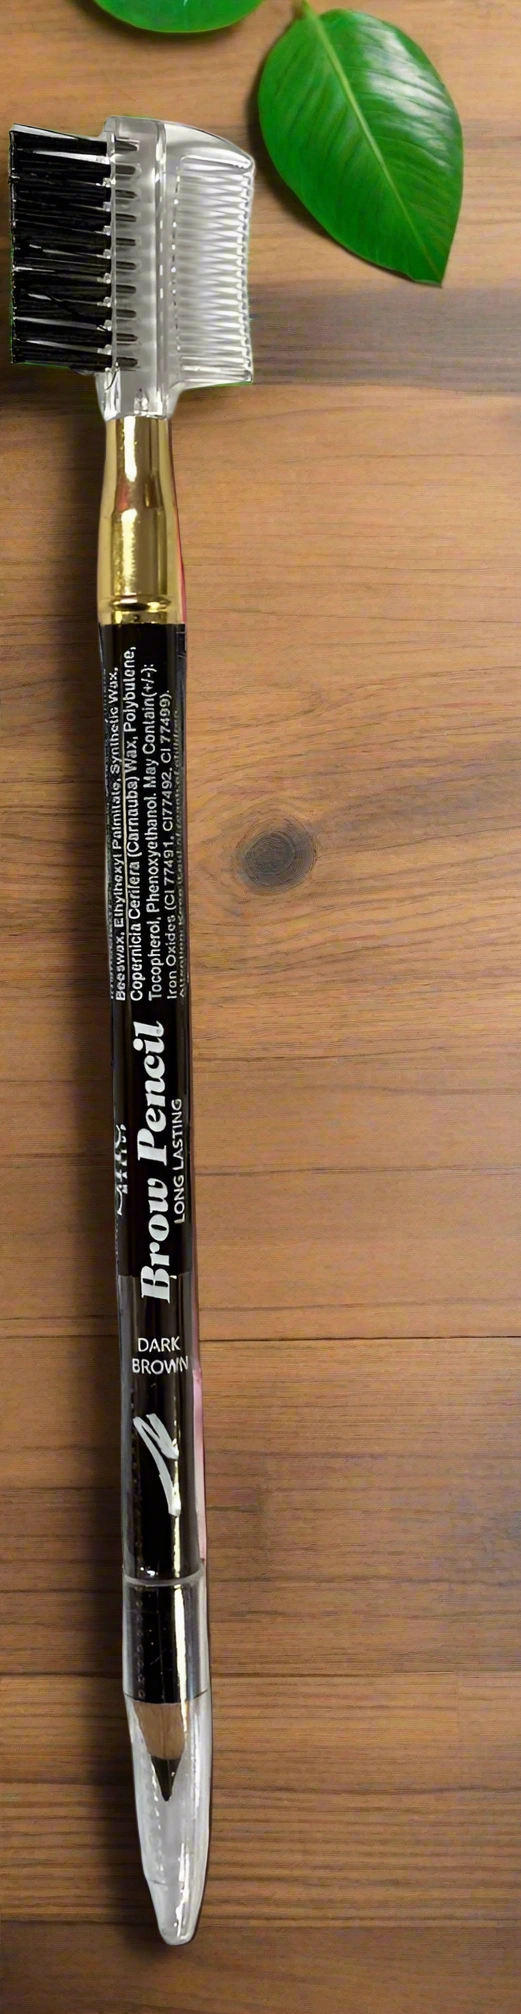 Beeswax, Ethylhexyl Palmitate, Synthetic Wax,
Copernicia Cerifera (Carnauba) Wax, Polybutene,
Tocopherol, Phenoxyethanol. May Contain(+/-):
Iron Oxides (CI 77491, CI77492, CI 77499).
Brow Pencil
LONG LASTING
DARK
BROWN